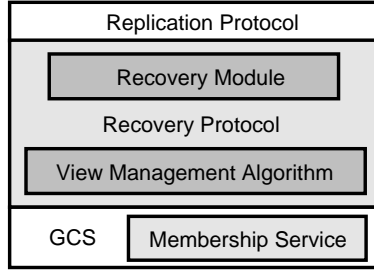 Replication Protocol
Recovery Module
Recovery Protocol
View Management Algorithm
GCS Membership Service